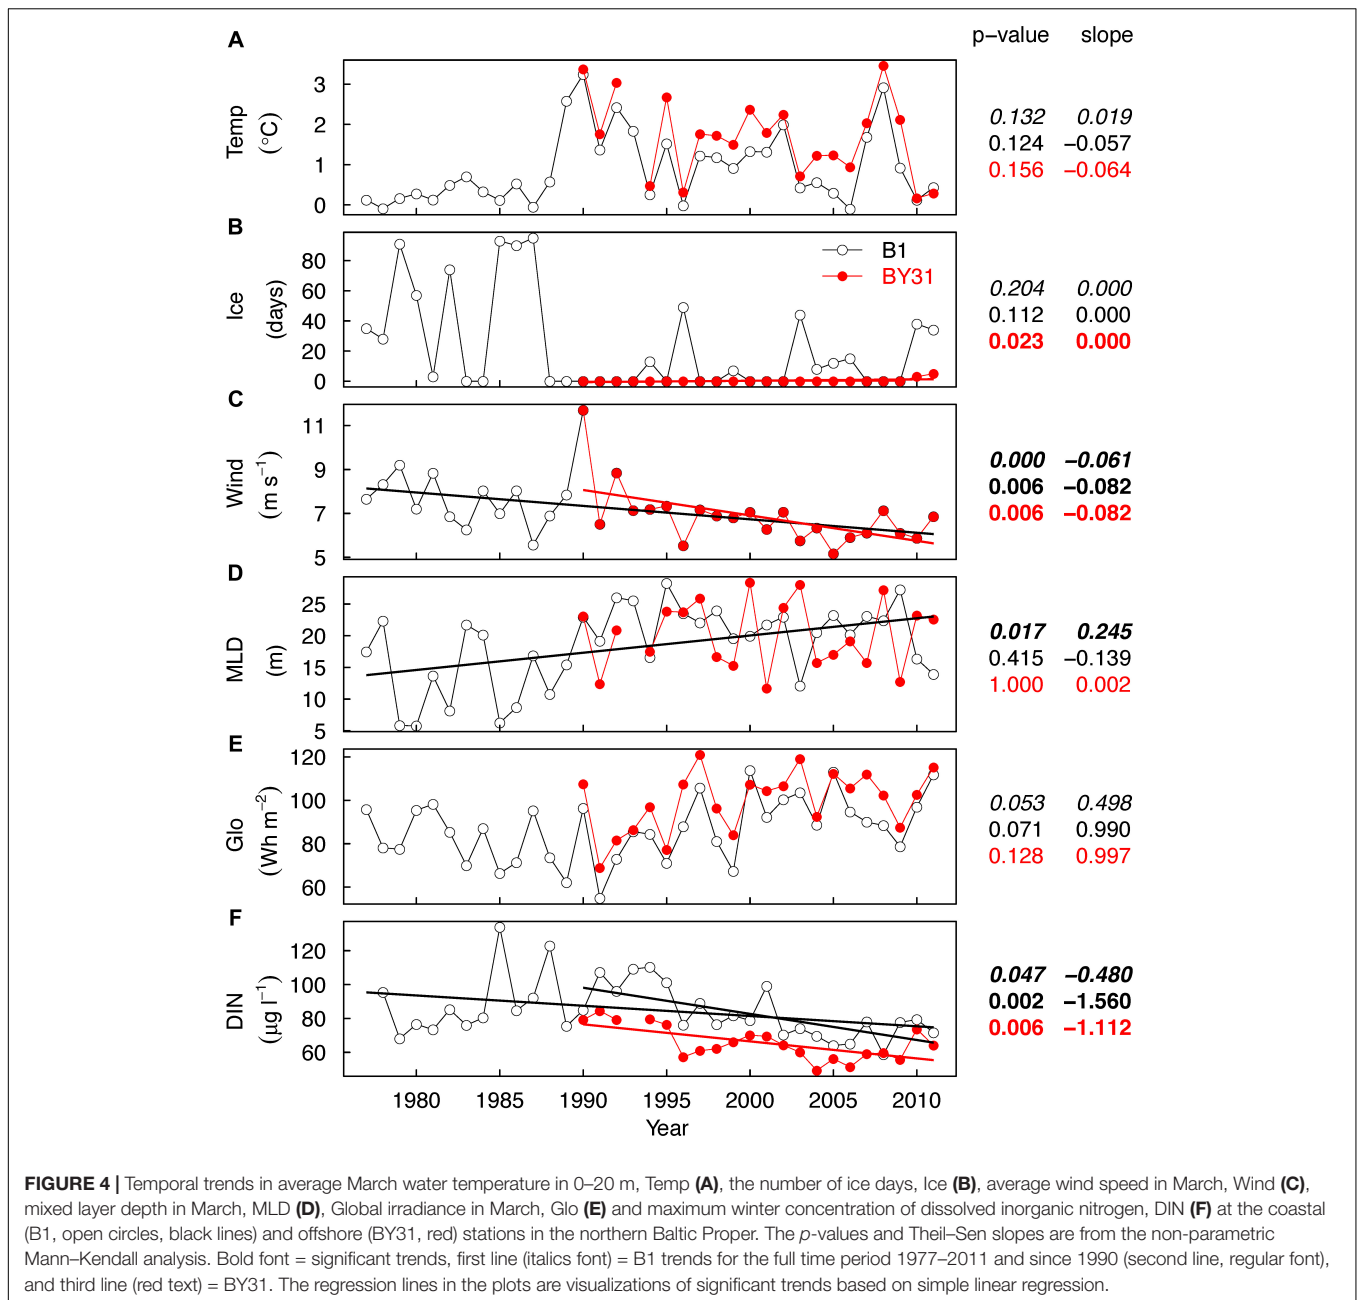 p−value slope
A
Temp
(°C)
3
2
1
0
0.132 0.019
0.124 −0.057
0.156 −0.064
B
Ice
(days)
80
60
40
20
0
B1
BY31
0.204 0.000
0.112 0.000
0.023 0.000
C
Wind
(m s−1)
11
9
7
5
0.000 −0.061
0.006 −0.082
0.006 −0.082
D
MLD
(m)
25
20
15
10
5
0.017 0.245
0.415 −0.139
1.000 0.002
E
Glo
(Wh m−2)
120
100
80
60
0.053 0.498
0.071 0.990
0.128 0.997
F
DIN
(µg l−1)
120
100
80
60
0.047 −0.480
0.002 −1.560
0.006 −1.112
1980 1985 1990 1995 2000 2005 2010
Year
FIGURE 4 | Temporal trends in average March water temperature in 0–20 m, Temp (A), the number of ice days, Ice (B), average wind speed in March, Wind (C),
mixed layer depth in March, MLD (D), Global irradiance in March, Glo (E) and maximum winter concentration of dissolved inorganic nitrogen, DIN (F) at the coastal
(B1, open circles, black lines) and offshore (BY31, red) stations in the northern Baltic Proper. The p-values and Theil–Sen slopes are from the non-parametric
Mann–Kendall analysis. Bold font = significant trends, first line (italics font) = B1 trends for the full time period 1977–2011 and since 1990 (second line, regular font),
and third line (red text) = BY31. The regression lines in the plots are visualizations of significant trends based on simple linear regression.